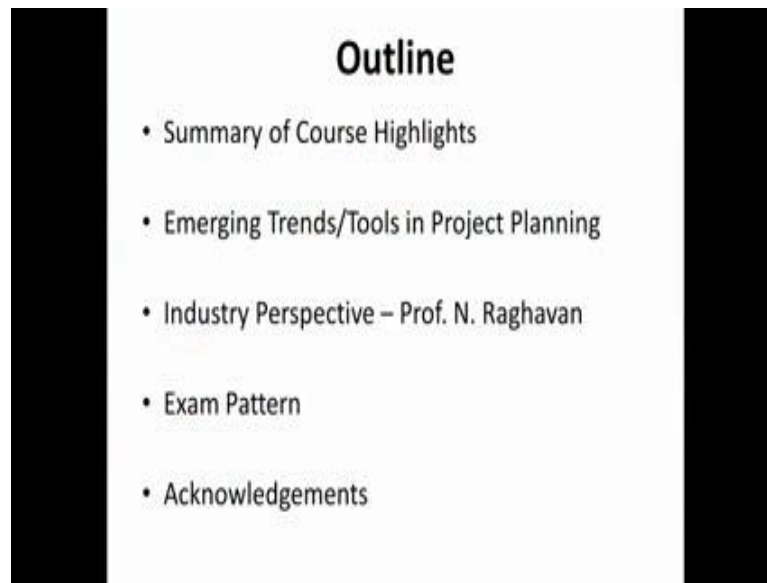 Outline
• Summary of Course Highlights
• Emerging Trends/Tools in Project Planning
• Industry Perspective – Prof. N. Raghavan
• Exam Pattern
• Acknowledgements